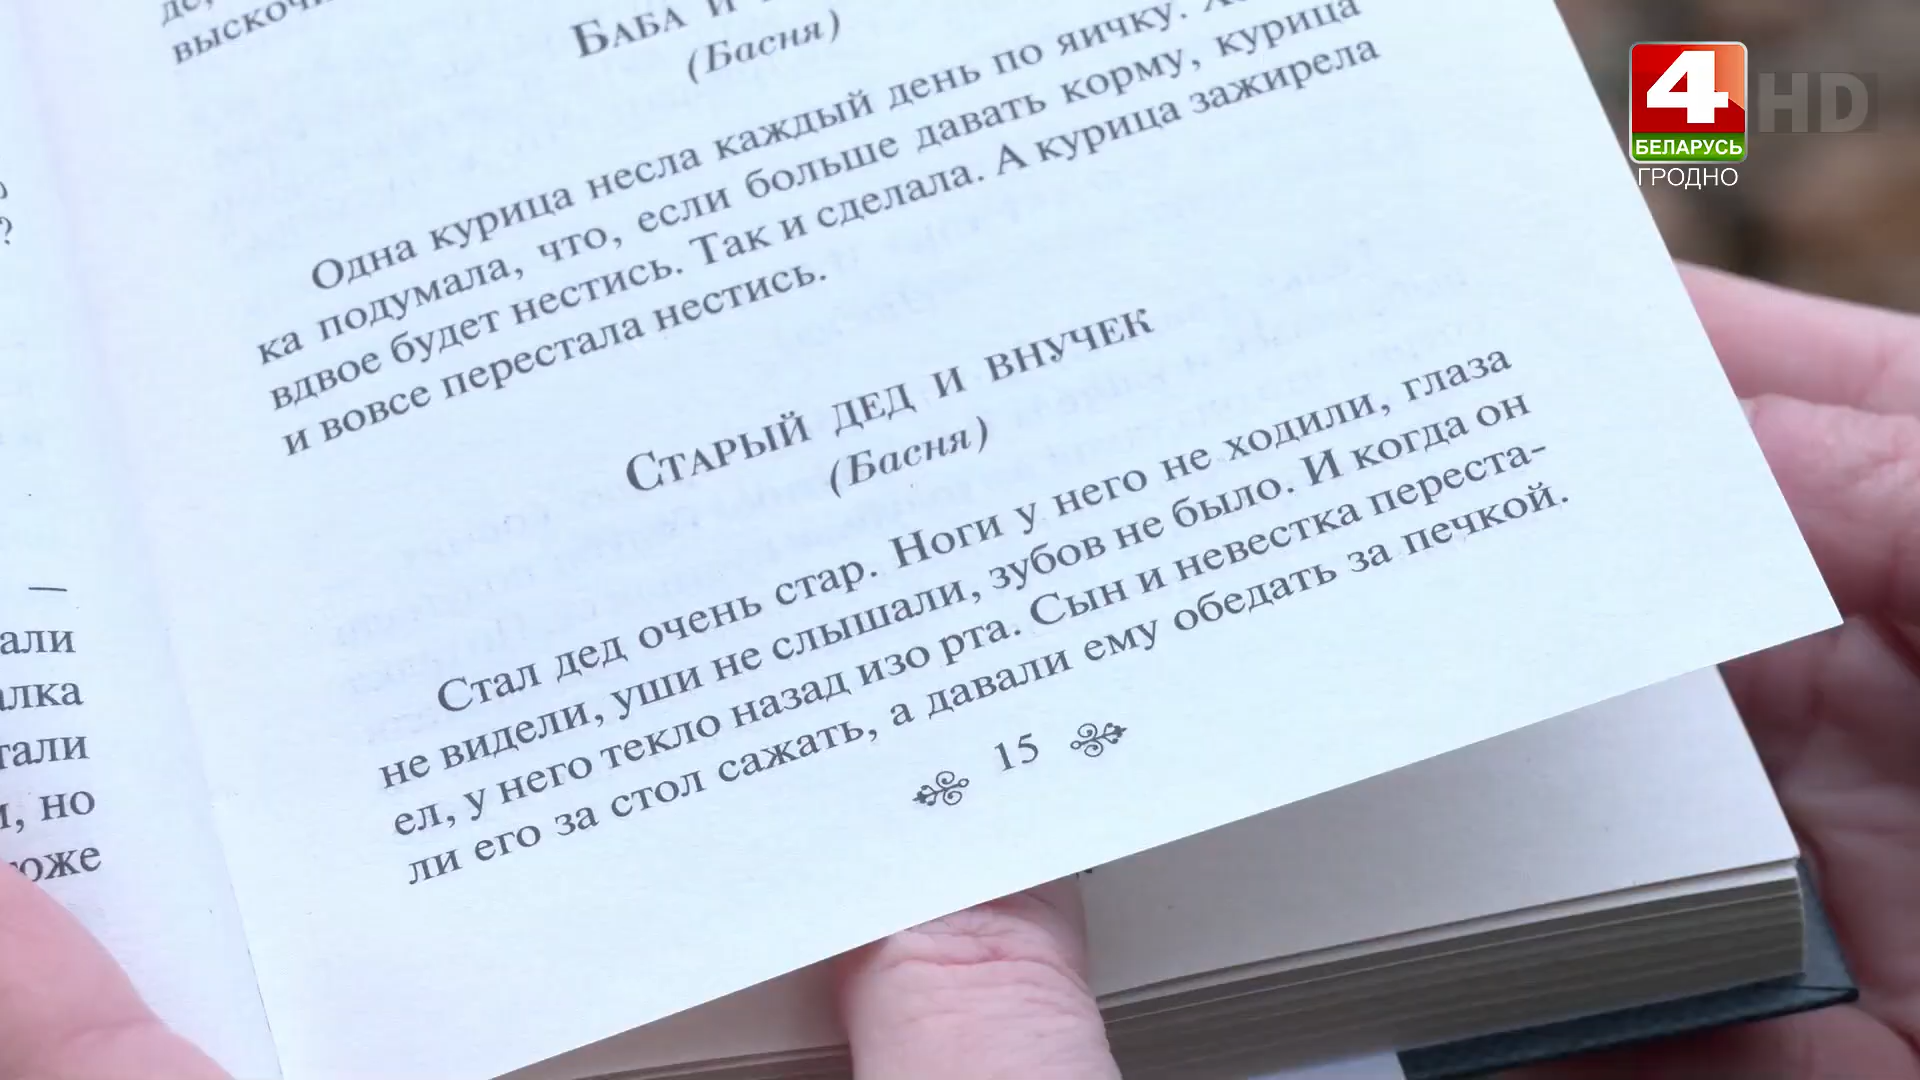 выскочи
БАБА И
(Басня)
Одна курица несла каждый день по яичку.
ка подумала, что, если больше давать корму, курица
вдвое будет нестись. Так и сделала. А курица зажирела
и вовсе перестала нестись.
СТАРЫЙ ДЕД И ВНУЧЕК
(Басня)
Стал дед очень стар. Ноги у него не ходили, глаза
не видели, уши не слышали, зубов не было. И когда он
ел, у него текло назад изо рта. Сын и невестка переста-
ли его за стол сажать, а давали ему обедать за печкой.
15
?
—
али
алка
тали
, но
оже
4
БЕЛАРУСЬ
ГРОДНО
HD